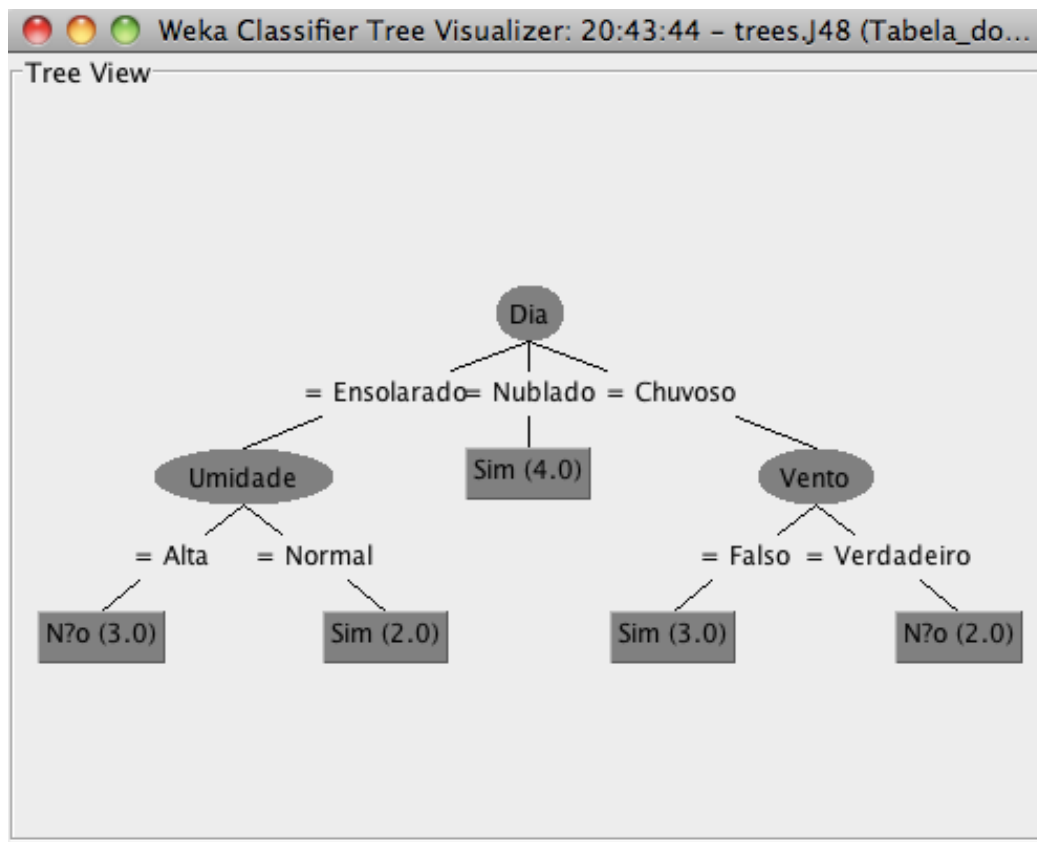 Weka Classifier Tree Visualizer: 20:43:44 – trees.J48 (Tabela_do...
Tree View
Dia
= Ensolarado= Nublado = Chuvoso
Umidade
Sim (4.0)
Vento
= Alta = Normal = Falso = Verdadeiro
N?o (3.0) Sim (2.0) Sim (3.0) N?o (2.0)